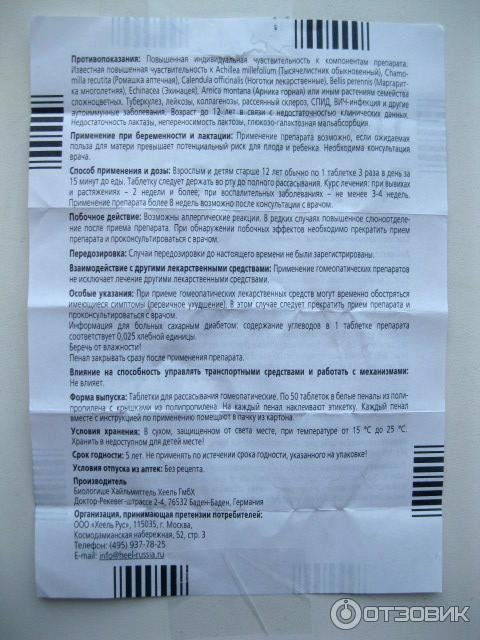 Противопоказания: Повышенная индивидуальная чувствительность к компонентам препарата.
Известная повышенная чувствительность к Achillea millefolium (Тысячелистник обыкновенный), Chamo-
milla recutita (Ромашка аптечная), Calendula officinalis (Ноготки лекарственные), Bellis perennis (Маргарит-
ка многолетняя), Echinacea (Эхинацея), Arnica montana (Арника горная) или иным растениям семейства
сложноцветных. Туберкулез, лейкозы, коллагенозы, рассеянный склероз, СПИД, ВИЧ-инфекция и другие
аутоиммунные заболевания. Возраст до 12 лет в связи с недостаточностью клинических данных.
Недостаточность лактазы, непереносимость лактозы, глюкозо-галактозная мальабсорбция.
Применение при беременности и лактации: Применение препарата возможно, если ожидаемая
польза для матери превышает потенциальный риск для плода и ребенка. Необходима консультация
врача.
Способ применения и дозы: Взрослым и детям старше 12 лет обычно по 1 таблетке 3 раза в день за
15 минут до еды. Таблетку следует держать во рту до полного рассасывания. Курс лечения: при вывихах
и растяжениях – 2 недели и более; при воспалительных заболеваниях – не менее 3-4 недель.
Применение препарата более 8 недель возможно после консультации с врачом.
Побочное действие: Возможны аллергические реакции. В редких случаях повышенное слюноотделе-
ние после приема препарата. При обнаружении побочных эффектов необходимо прекратить прием
препарата и проконсультироваться с врачом.
Передозировка: Случаи передозировки до настоящего времени не были зарегистрированы.
Взаимодействие с другими лекарственными средствами: Применение гомеопатических препаратов
не исключает лечение другими лекарственными средствами.
Особые указания: При приеме гомеопатических лекарственных средств могут временно обостряться
имеющиеся симптомы (первичное ухудшение). В этом случае следует прекратить прием препарата и
проконсультироваться с врачом.
Информация для больных сахарным диабетом: содержание углеводов в 1 таблетке препарата
соответствует 0,025 хлебной единицы.
Беречь от влажности!
Пенал закрывать сразу после применения препарата.
Влияние на способность управлять транспортными средствами и работать с механизмами:
Не влияет.
Форма выпуска: Таблетки для рассасывания гомеопатические. По 50 таблеток в белые пеналы из поли-
пропилена с крышками из полипропилена. На каждый пенал наклеивают этикетку. Каждый пенал
вместе с инструкцией по применению помещают в пачку из картона.
Условия хранения: В сухом, защищенном от света месте, при температуре от 15 °C до 25 °C.
Хранить в недоступном для детей месте!
Срок годности: 5 лет. Не применять по истечении срока годности, указанного на упаковке!
Условия отпуска из аптек: Без рецепта.
Производитель
Биологише Хайльмиттель Хеель ГмбХ
Доктор-Рекевег-штрассе 2-4, 76532 Баден-Баден, Германия
Организация, принимающая претензии потребителей:
ООО «Хеель Рус», 115035, г. Москва,
Космодамианская набережная, 52, стр. 3
Телефон: (495) 937-78-25
E-mail: info@heel-russia.ru
ОТЗОВИК